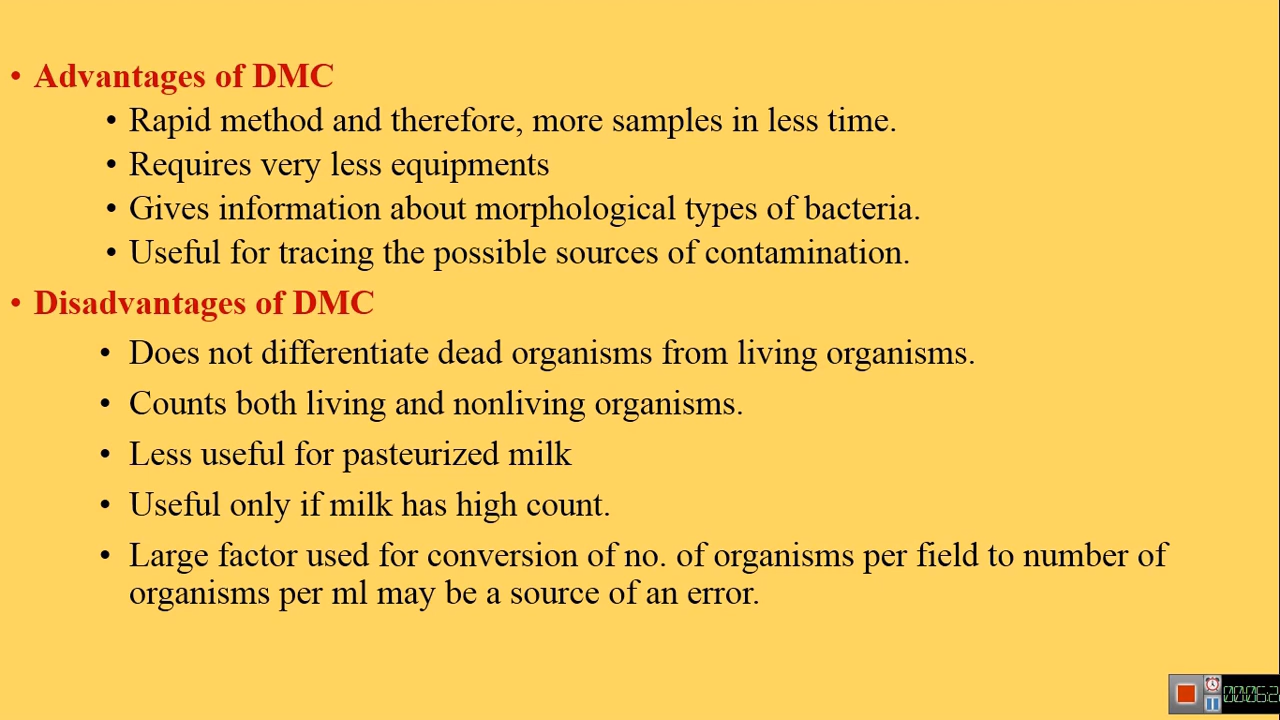 • Advantages of DMC
• Rapid method and therefore, more samples in less time.
• Requires very less equipments
• Gives information about morphological types of bacteria.
• Useful for tracing the possible sources of contamination.
• Disadvantages of DMC
• Does not differentiate dead organisms from living organisms.
• Counts both living and nonliving organisms.
• Less useful for pasteurized milk
• Useful only if milk has high count.
• Large factor used for conversion of no. of organisms per field to number of
organisms per ml may be a source of an error.